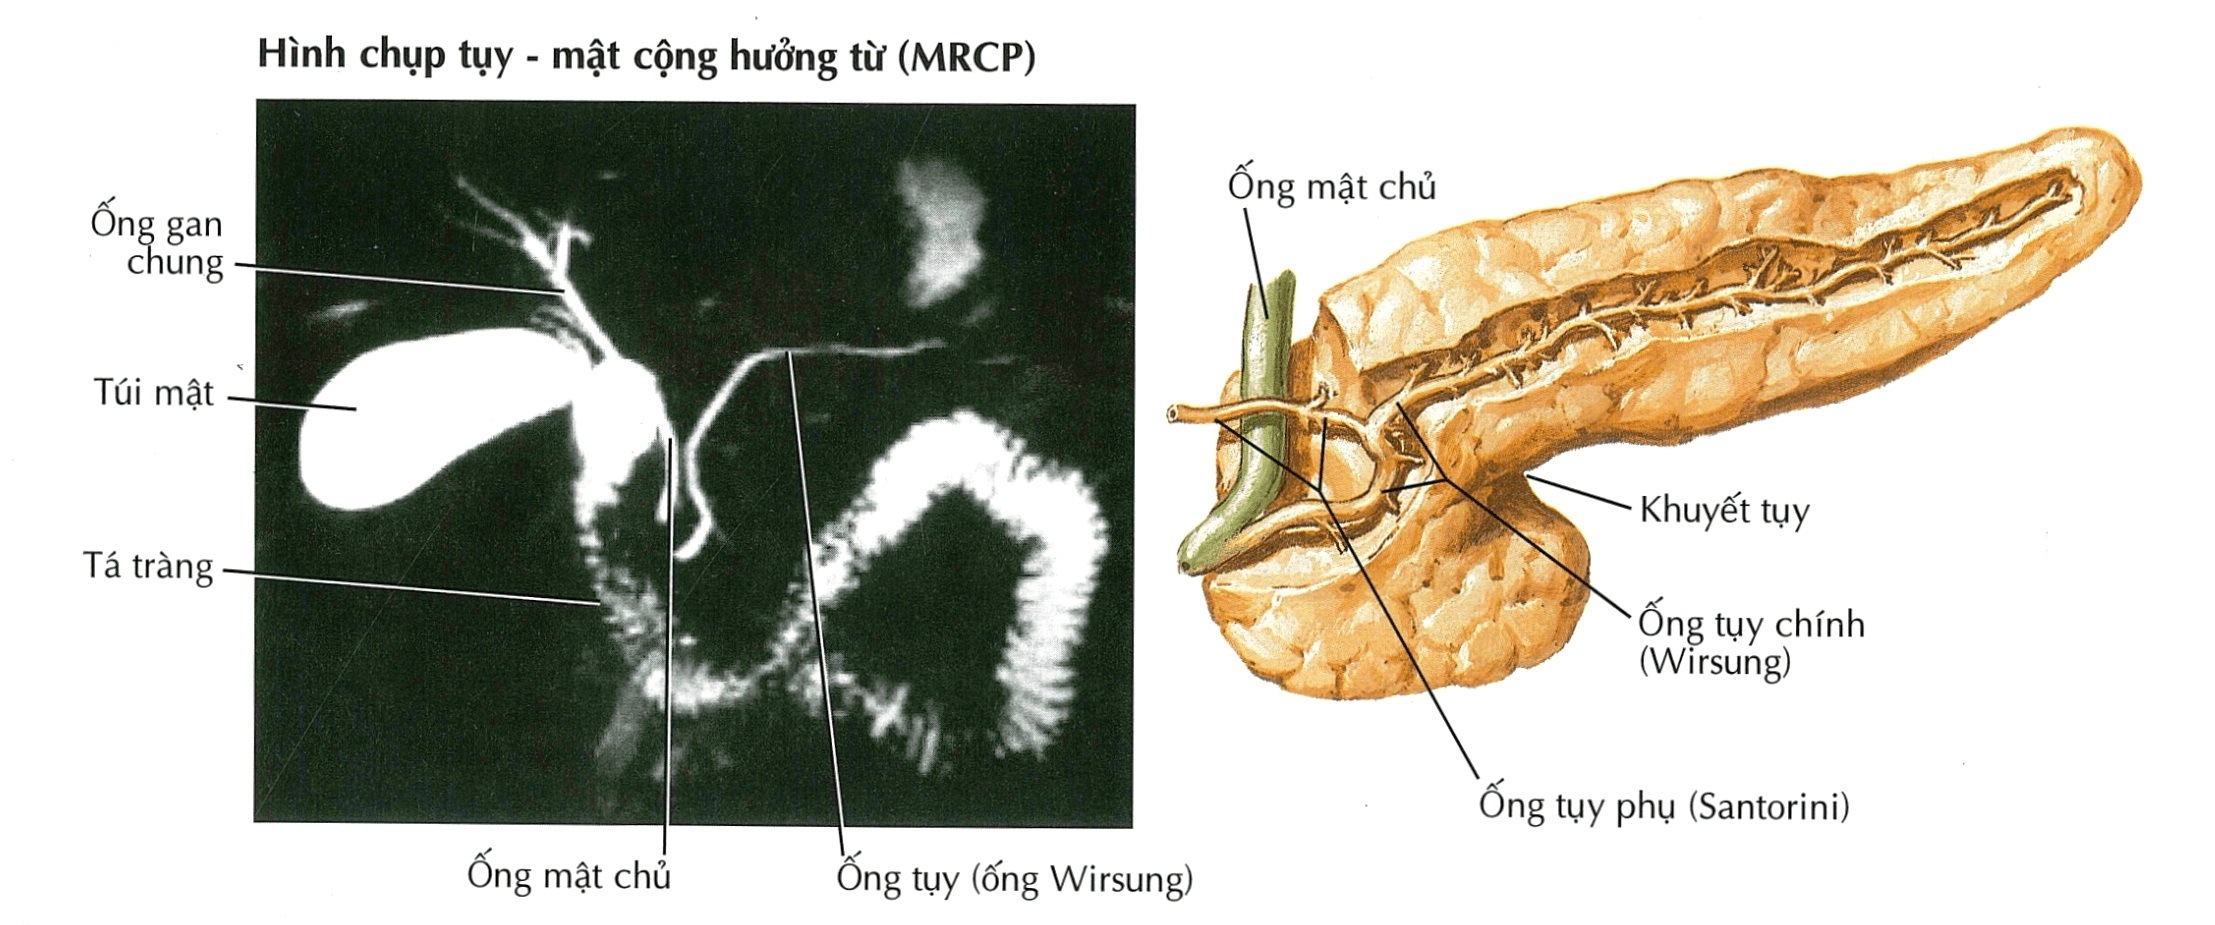 Hình chụp tụy - mật cộng hưởng từ (MRCP)
Ống gan
chung
Túi mật
Tá tràng
Ống mật chủ
Ống tụy (ống Wirsung)
Ống mật chủ
Khuyết tụy
Ống tụy chính
(Wirsung)
Ống tụy phụ (Santorini)